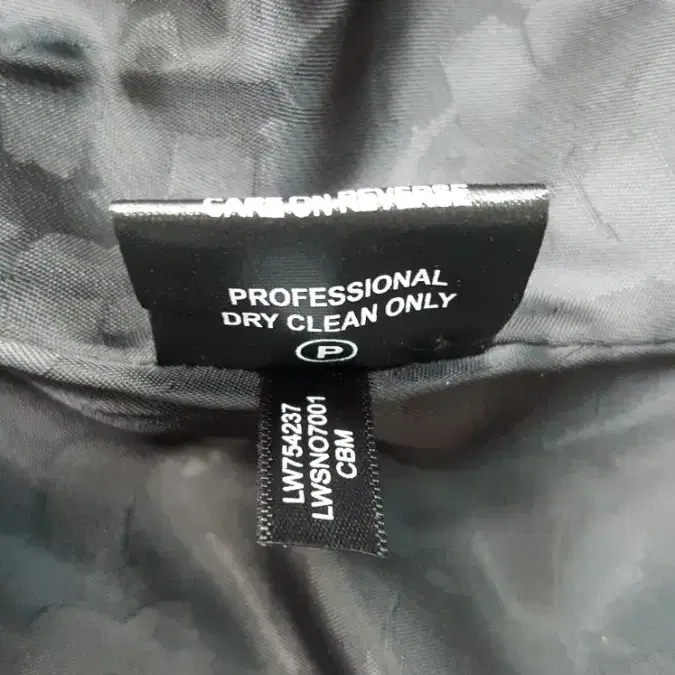 CARE ON REVERSE
PROFESSIONAL
DRY CLEAN ONLY
P
LW754237
LWSNO7001
CBM